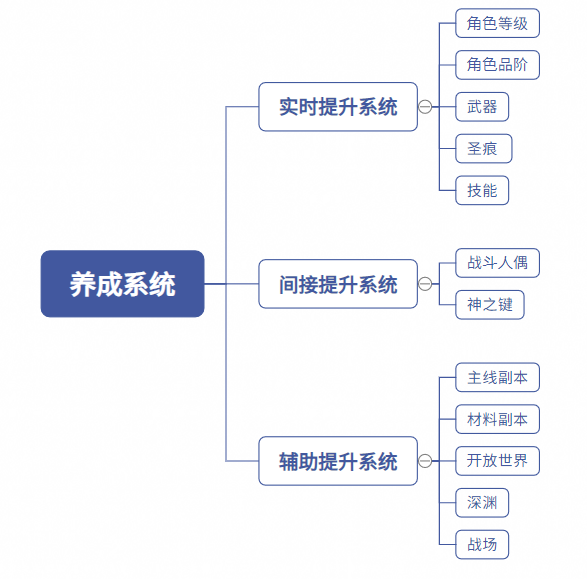 养成系统
实时提升系统
角色等级
角色品阶
武器
圣痕
技能
间接提升系统
战斗人偶
神之键
辅助提升系统
主线副本
材料副本
开放世界
深渊
战场